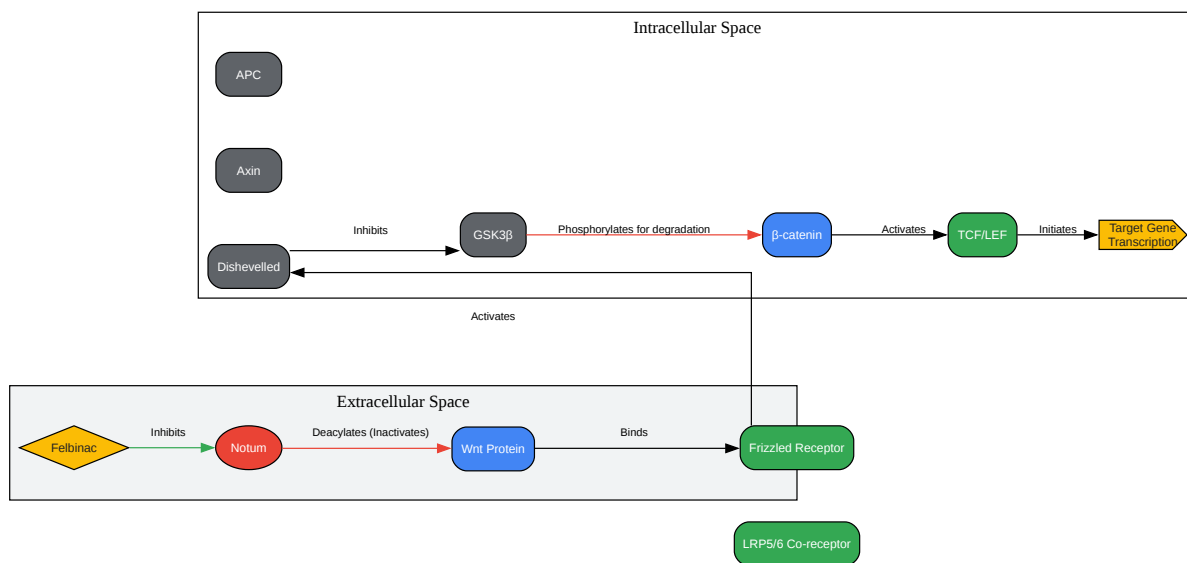 Intracellular Space
APC
Axin
Inhibits
GSK3β
Phosphorylates for degradation
β-catenin
Activates
TCF/LEF
Initiates
Target Gene
Transcription
Dishevelled
Activates
Extracellular Space
Felbinac
Inhibits
Notum
Deacylates (Inactivates)
Wnt Protein
Binds
Frizzled Receptor
LRP5/6 Co-receptor